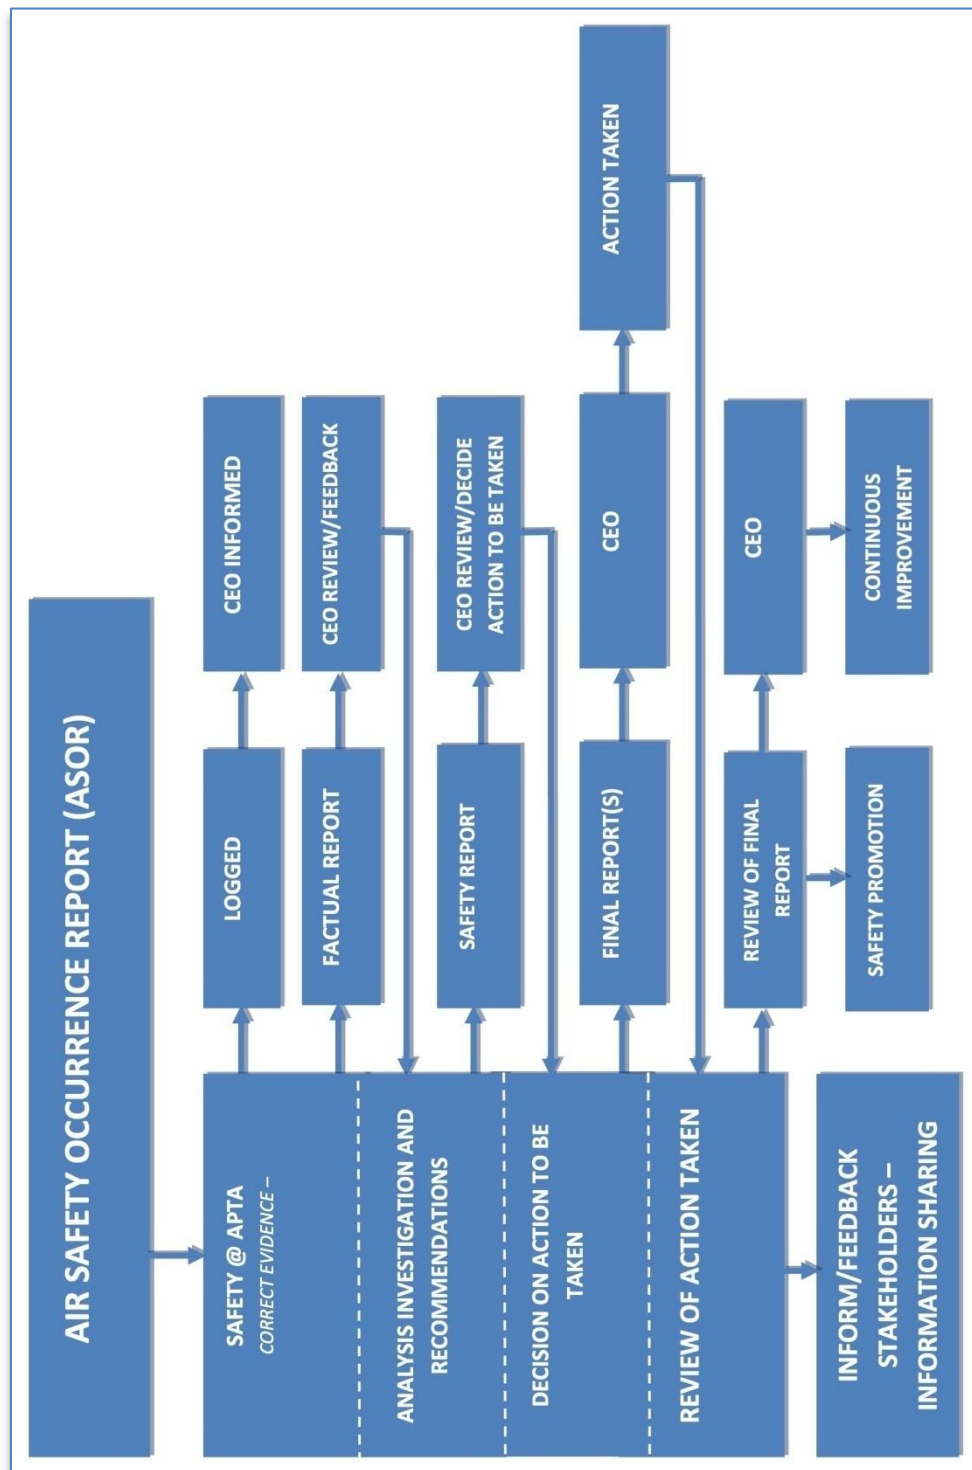 AIR SAFETY OCCURRENCE REPORT (ASOR)
SAFETY @ APTA
CORRECT EVIDENCE –
LOGGED
CEO INFORMED
FACTUAL REPORT
CEO REVIEW/FEEDBACK
ANALYSIS INVESTIGATION AND
RECOMMENDATIONS
SAFETY REPORT
CEO REVIEW/DECIDE
ACTION TO BE TAKEN
DECISION ON ACTION TO BE
TAKEN
FINAL REPORT(S)
CEO
ACTION TAKEN
REVIEW OF ACTION TAKEN
REVIEW OF FINAL
REPORT
CEO
INFORM/FEEDBACK
STAKEHOLDERS –
INFORMATION SHARING
SAFETY PROMOTION
CONTINUOUS
IMPROVEMENT